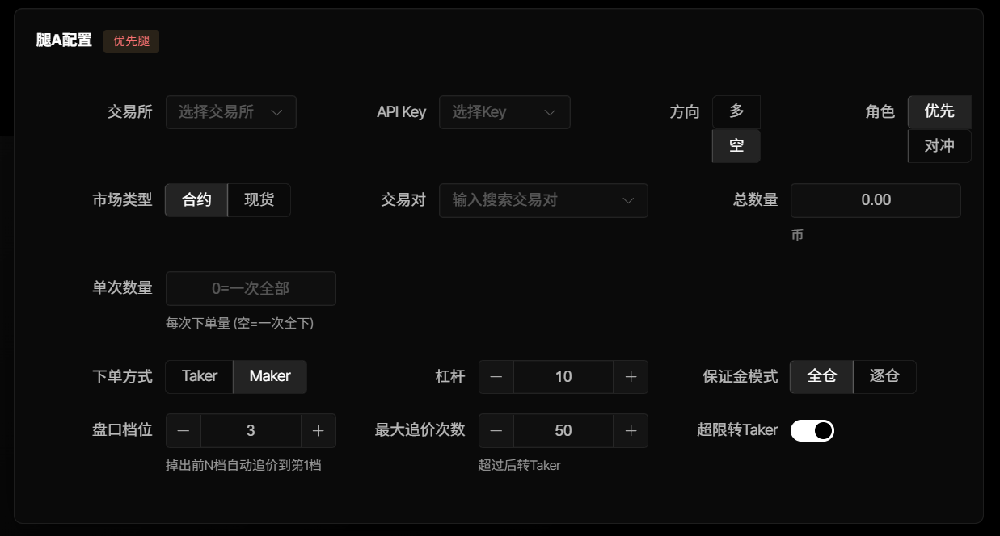 腿A配置 优先腿
交易所 选择交易所 API Key 选择Key 方向 多 角色 优先
空 对冲
市场类型 合约 现货 交易对 输入搜索交易对 总数量 0.00
币
单次数量 0=一次全部
每次下单量 (空=一次全下)
下单方式 Taker Maker 杠杆 — 10 + 保证金模式 全仓 逐仓
盘口档位 — 3 + 最大追价次数 — 50 + 超限转Taker
掉出前N档自动追价到第1档 超过后转Taker